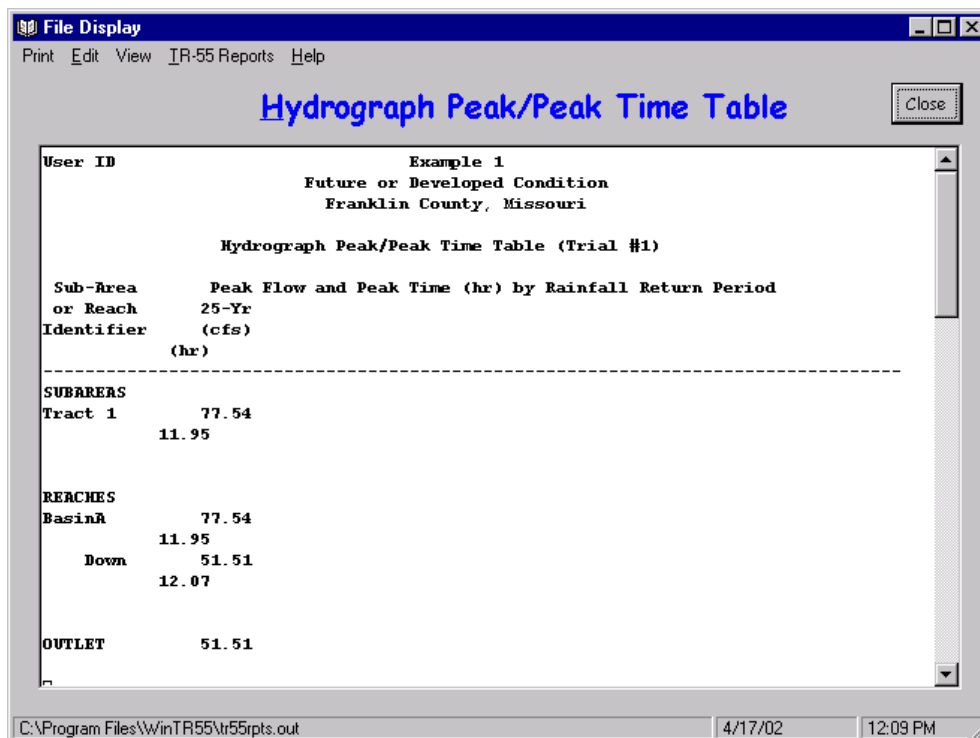 File Display
Print Edit View TR-55 Reports Help
Hydrograph Peak/Peak Time Table
Close
User ID Example 1
Future or Developed Condition
Franklin County, Missouri
Hydrograph Peak/Peak Time Table (Trial #1)
Sub-Area Peak Flow and Peak Time (hr) by Rainfall Return Period
or Reach 25-Yr
Identifier (cfs)
(hr)
--------------------------------------------------------------------------------
SUBAREAS
Tract 1 77.54
11.95
REACHES
BasinA 77.54
11.95
Down 51.51
12.07
OUTLET 51.51
C:\Program Files\WinTR55\tr55rpts.out 4/17/02 12:09 PM